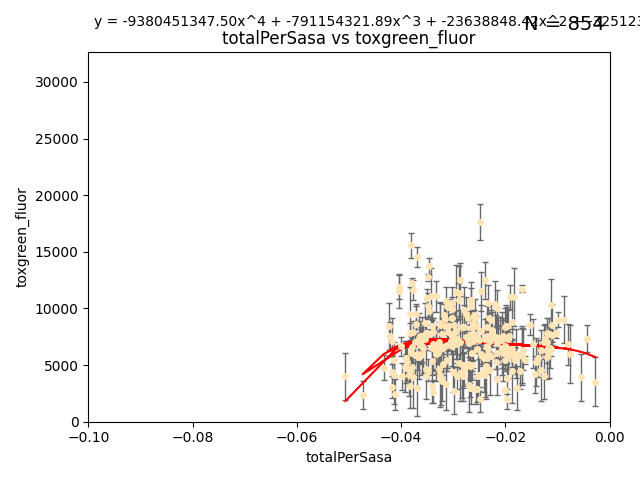 y = -9380451347.50x^4 + -791154321.89x^3 + -23638848.
N = 854
totalPerSasa vs toxgreen_fluor
30000
25000
20000
15000
10000
5000
0
toxgreen_fluor
−0.10 −0.08 −0.06 −0.04 −0.02 0.00
totalPerSasa